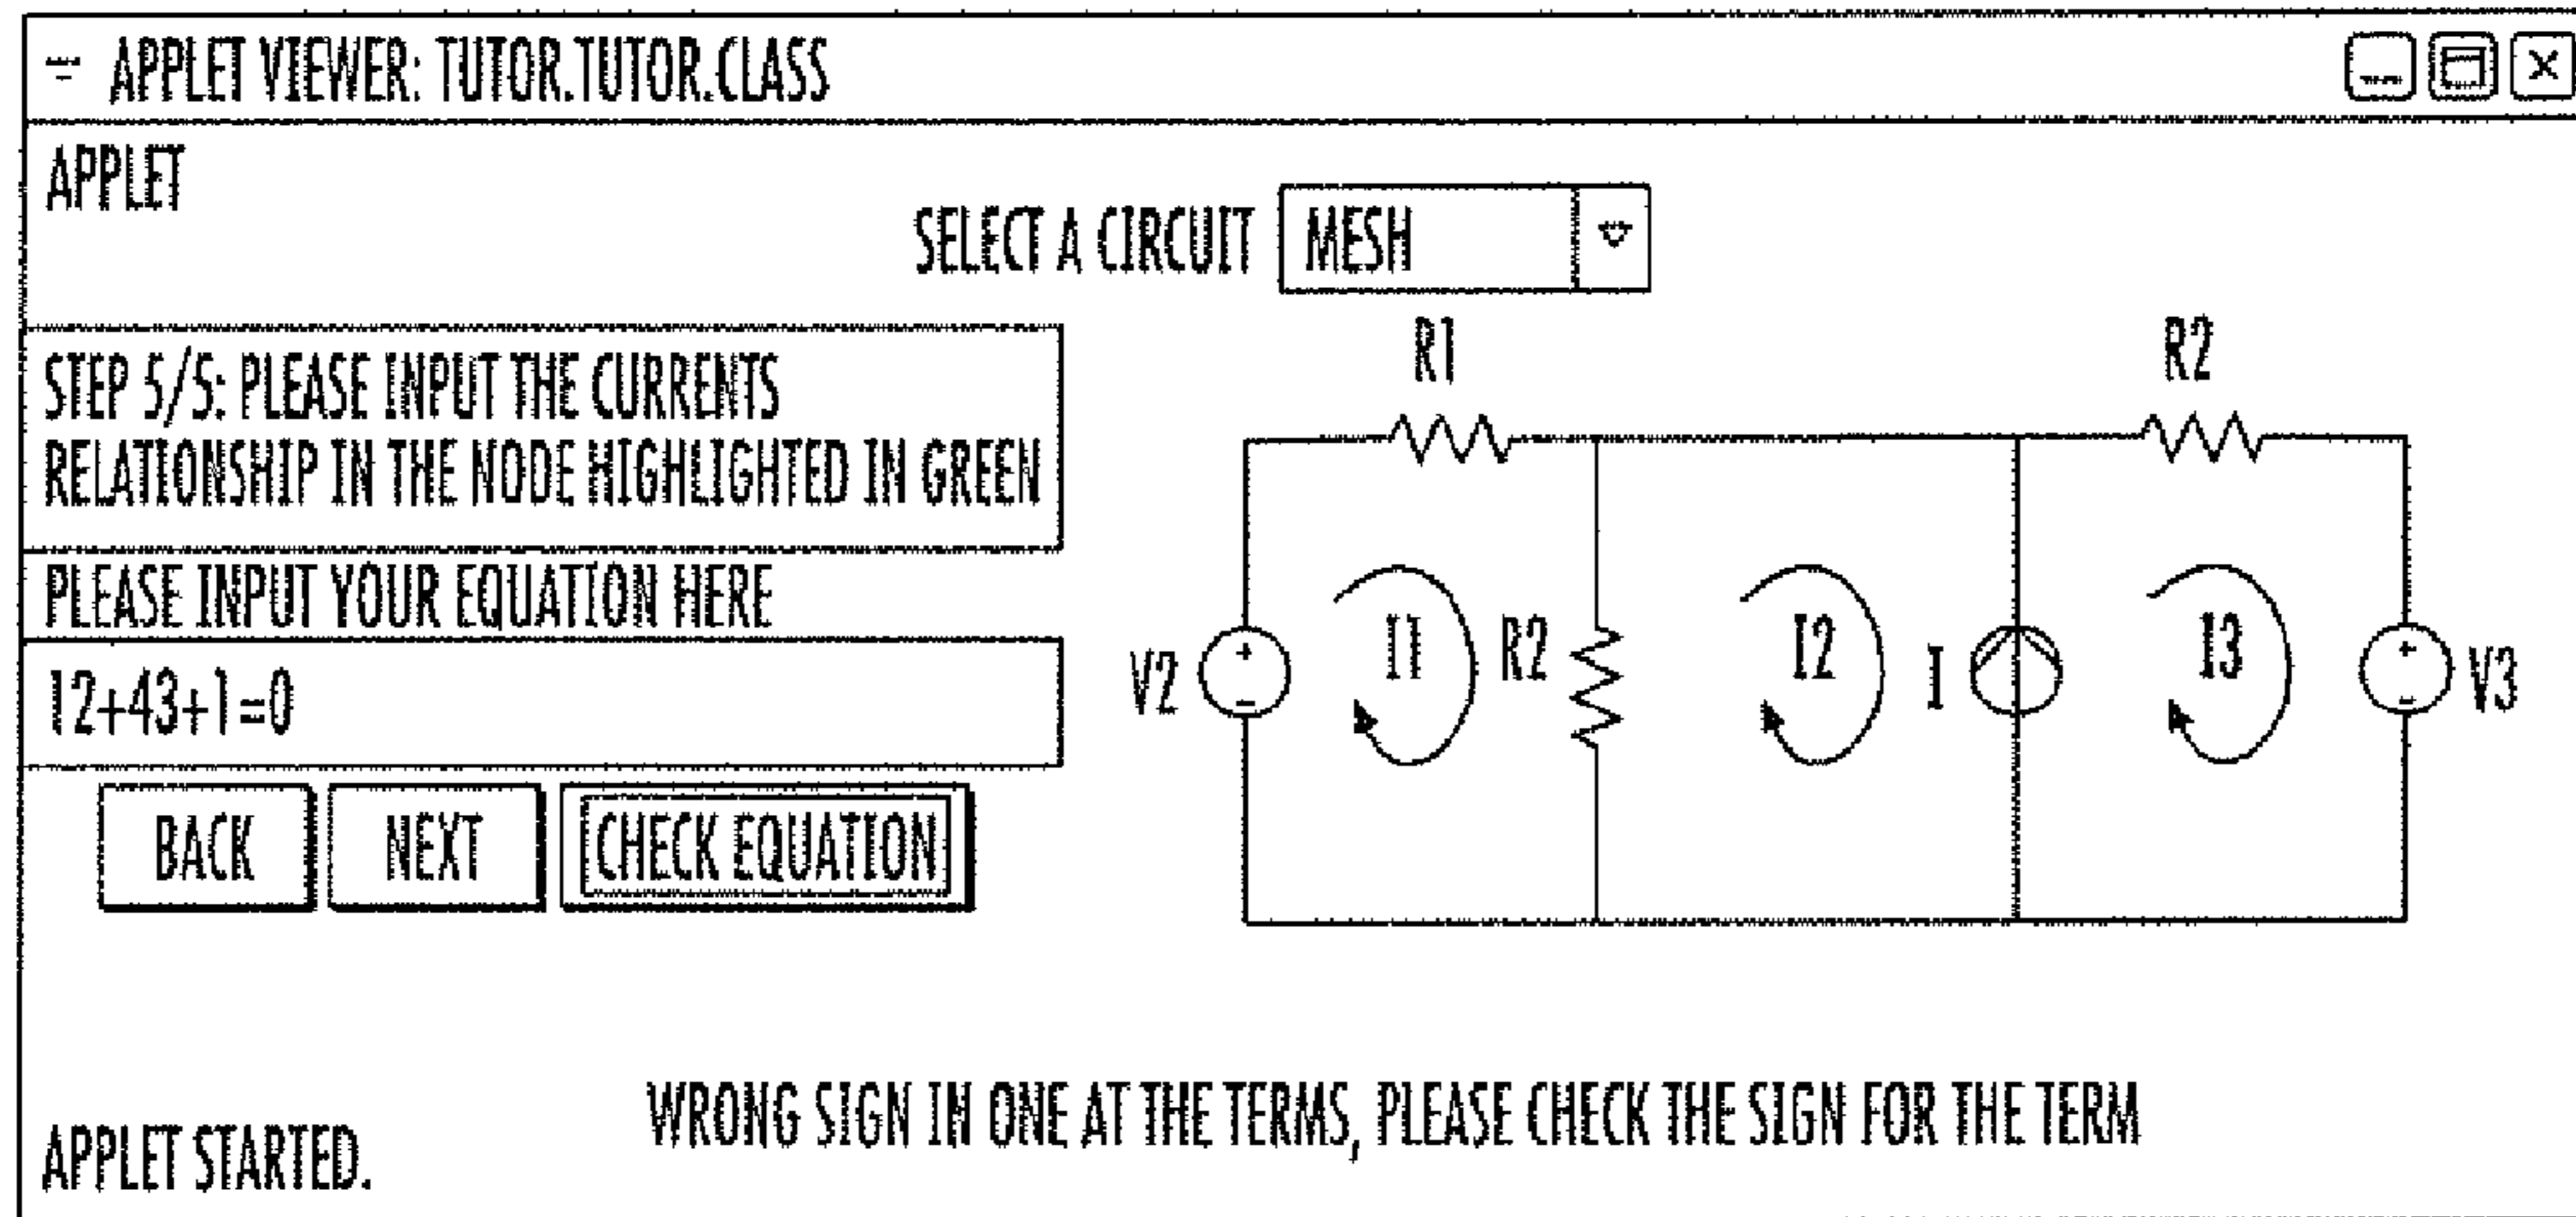 APPLET VIEWER: TUTOR.TUTOR.CLASS
APPLET
SELECT A CIRCUIT MESH
STEP 5/5: PLEASE INPUT THE CURRENTS
RELATIONSHIP IN THE NODE HIGHLIGHTED IN GREEN
PLEASE INPUT YOUR EQUATION HERE
12+43+1=0
BACK NEXT CHECK EQUATION
R1 R2
V2 + - I1 R2 I2 I I3 + - V3
WRONG SIGN IN ONE AT THE TERMS, PLEASE CHECK THE SIGN FOR THE TERM
APPLET STARTED.